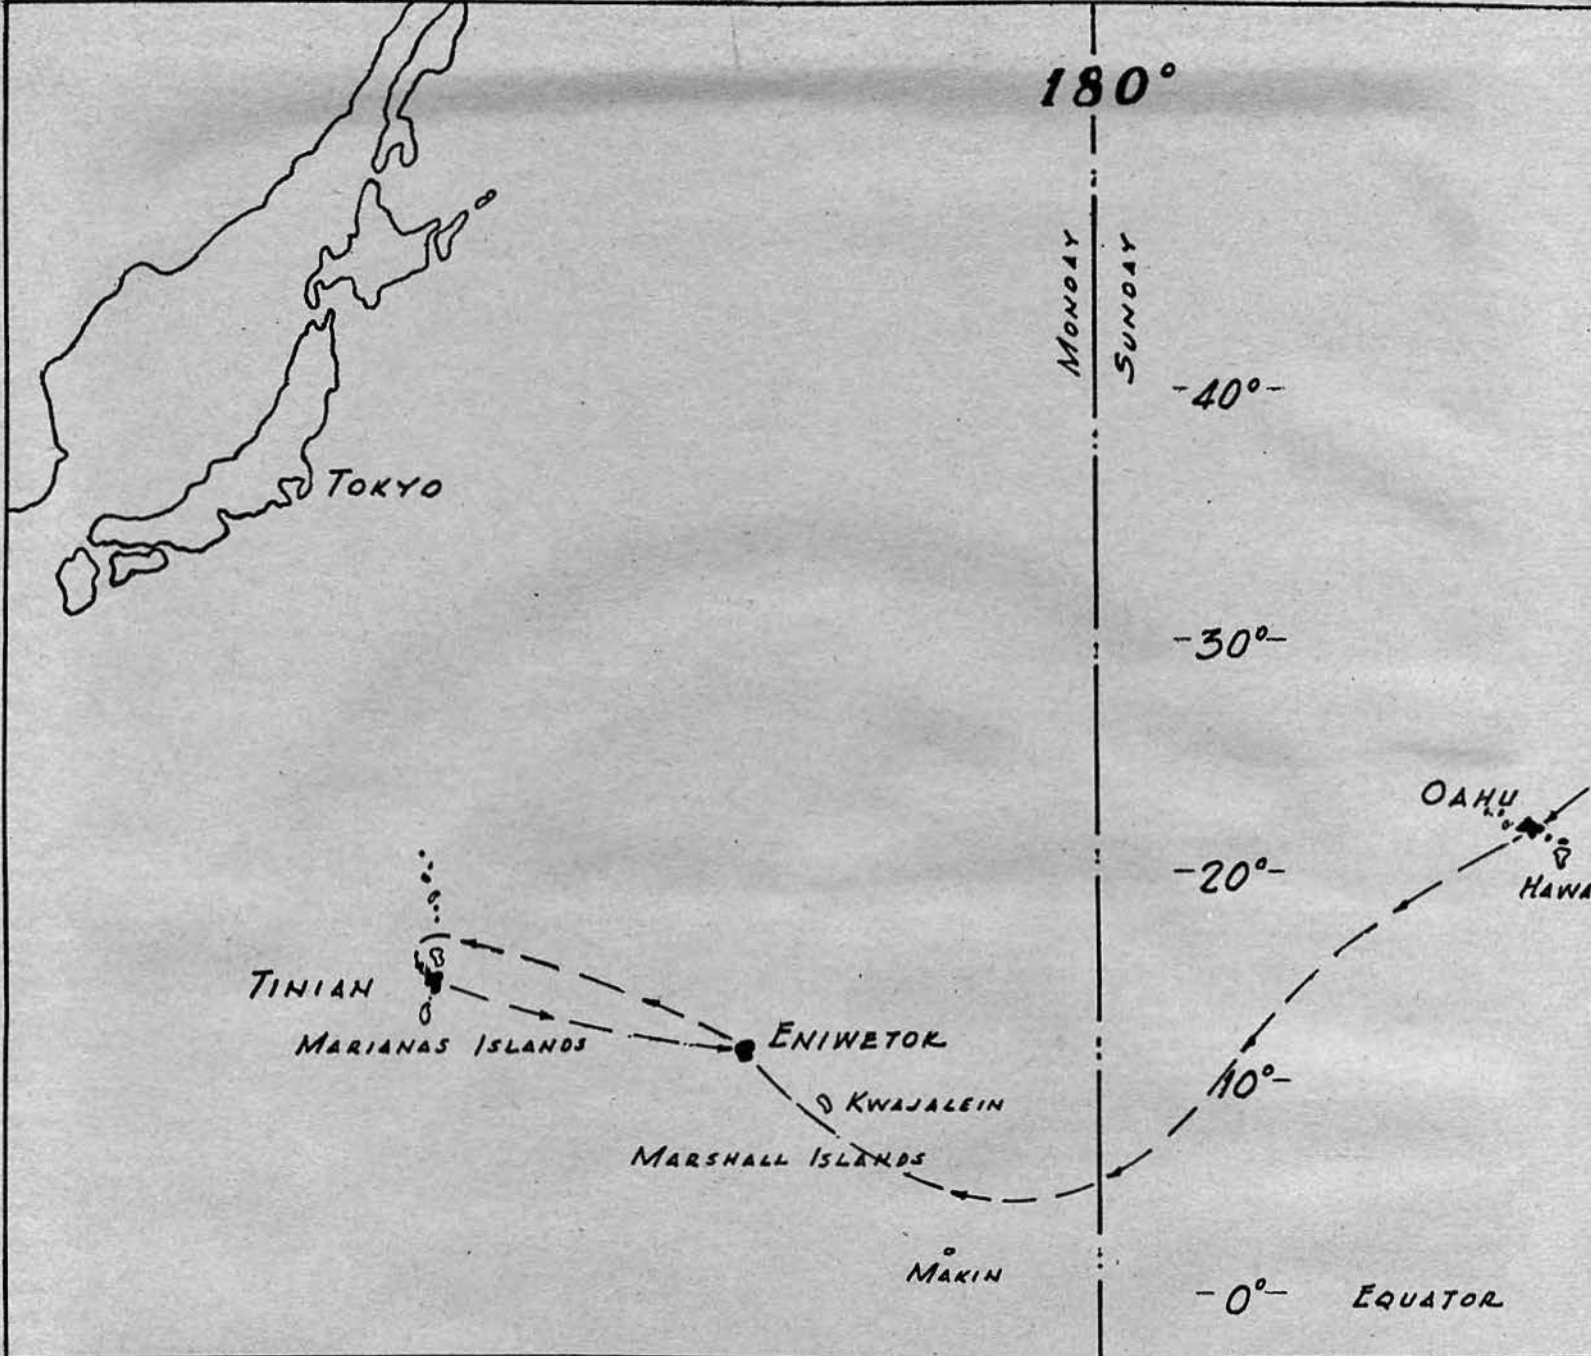 180°
MONDAY
SUNDAY
-40°-
TOKYO
-30°-
OAHU
-20°-
HAWA
TINIAN
MARIANAS ISLANDS
ENIWETOK
10°-
KWAJALEIN
MARSHALL ISLANDS
MAKIN
-0°- EQUATOR